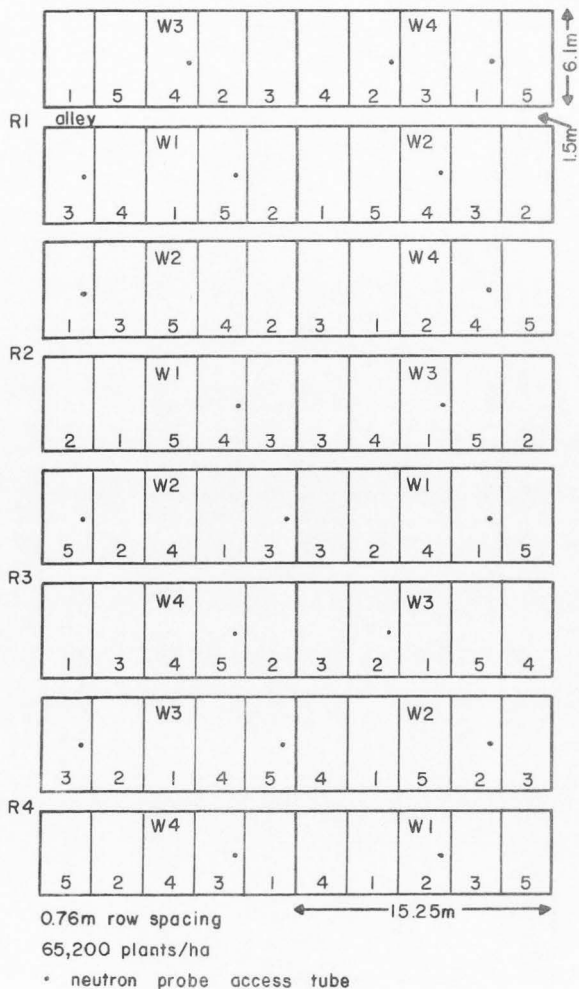 W3 W4
1 5 4 2 3 4 2 3 1 5
6.1m
R1 alley
1.5m
W1 W2
3 4 1 5 2 1 5 4 3 2
W2 W4
1 3 5 4 2 3 1 2 4 5
R2
W1 W3
2 1 5 4 3 3 4 1 5 2
W2 W1
5 2 4 1 3 3 2 4 1 5
R3
W4 W3
1 3 4 5 2 3 2 1 5 4
W3 W2
3 2 1 4 5 4 1 5 2 3
R4
W4 W1
5 2 4 3 1 4 1 2 3 5
0.76m row spacing
15.25m
65,200 plants/ha
• neutron probe access tube